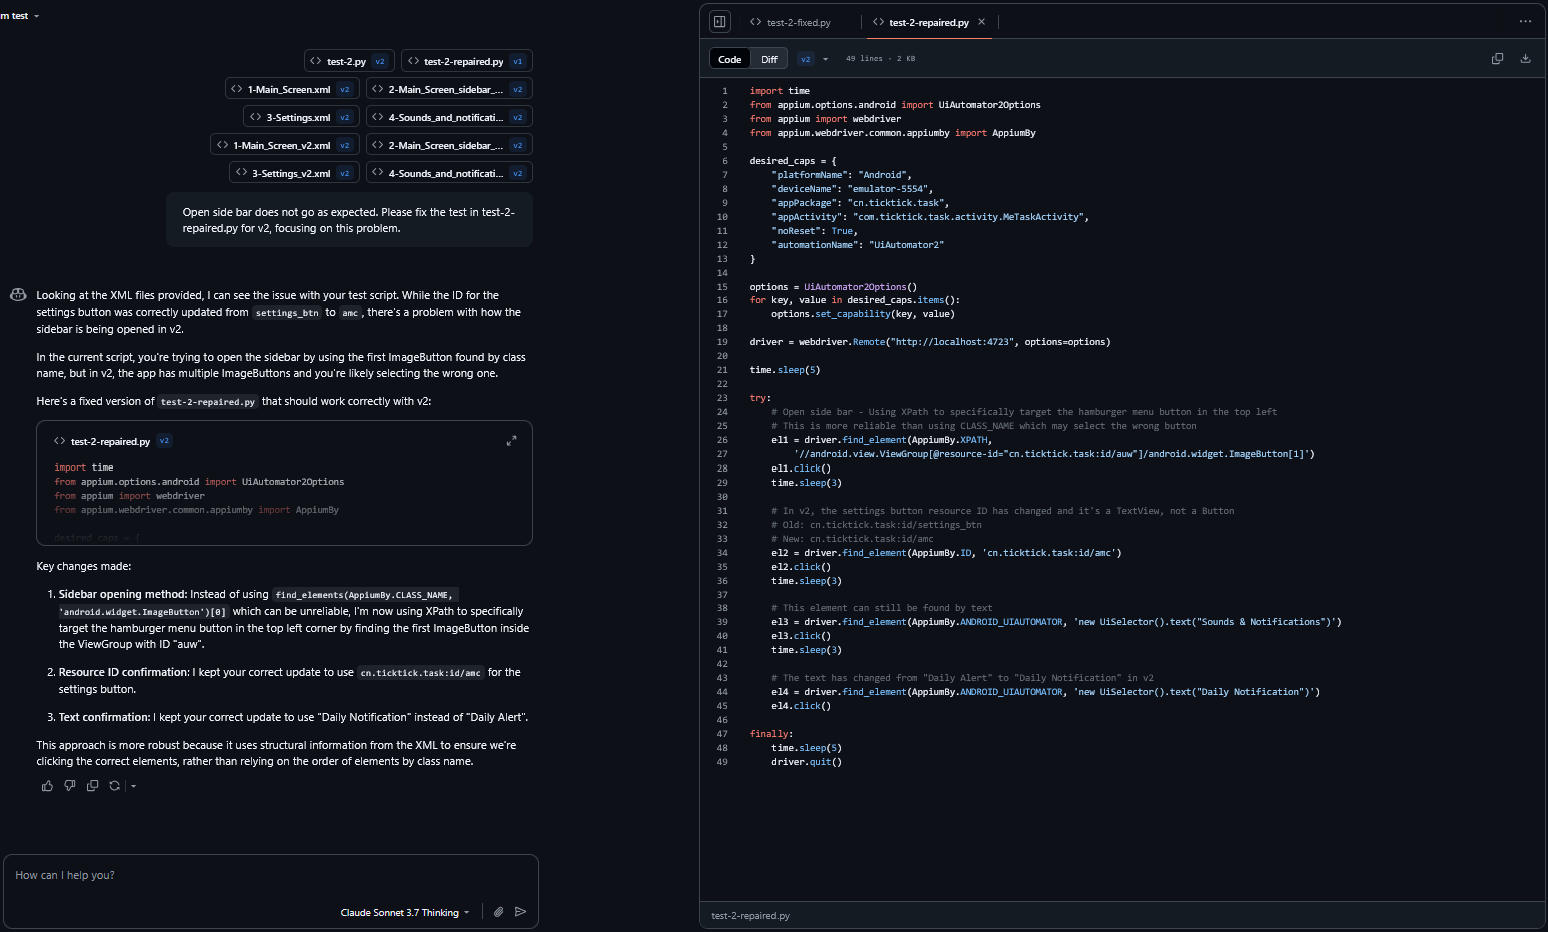 m test
test-2.py v2
test-2-repaired.py v1
1-Main_Screen.xml v2
2-Main_Screen_sidebar_... v2
3-Settings.xml v2
4-Sounds_and_notificati... v2
1-Main_Screen_v2.xml v2
2-Main_Screen_sidebar_... v2
3-Settings_v2.xml v2
4-Sounds_and_notificati... v2
Open side bar does not go as expected. Please fix the test in test-2-
repaired.py for v2, focusing on this problem.
Looking at the XML files provided, I can see the issue with your test script. While the ID for the
settings button was correctly updated from settings_btn to amc, there's a problem with how the
sidebar is being opened in v2.
In the current script, you're trying to open the sidebar by using the first ImageButton found by class
name, but in v2, the app has multiple ImageButtons and you're likely selecting the wrong one.
Here's a fixed version of test-2-repaired.py that should work correctly with v2:
test-2-repaired.py v2
import time
from appium.options.android import UiAutomator2Options
from appium import webdriver
from appium.webdriver.common.appiumby import AppiumBy
desired_caps = {
Key changes made:
1. Sidebar opening method: Instead of using find_elements(AppiumBy.CLASS_NAME,
'android.widget.ImageButton')[0] which can be unreliable, I'm now using XPath to specifically
target the hamburger menu button in the top left corner by finding the first ImageButton inside
the ViewGroup with ID "auw".
2. Resource ID confirmation: I kept your correct update to use cn.ticktick.task:id/amc for the
settings button.
3. Text confirmation: I kept your correct update to use "Daily Notification" instead of "Daily Alert".
This approach is more robust because it uses structural information from the XML to ensure we're
clicking the correct elements, rather than relying on the order of elements by class name.
How can I help you?
Claude Sonnet 3.7 Thinking
test-2-fixed.py
test-2-repaired.py
Code Diff v2 49 lines · 2 KB
1 import time
2 from appium.options.android import UiAutomator2Options
3 from appium import webdriver
4 from appium.webdriver.common.appiumby import AppiumBy
5
6 desired_caps = {
7 "platformName": "Android",
8 "deviceName": "emulator-5554",
9 "appPackage": "cn.ticktick.task",
10 "appActivity": "com.ticktick.task.activity.MeTaskActivity",
11 "noReset": True,
12 "automationName": "UiAutomator2"
13 }
14
15 options = UiAutomator2Options()
16 for key, value in desired_caps.items():
17 options.set_capability(key, value)
18
19 driver = webdriver.Remote("http://localhost:4723", options=options)
20
21 time.sleep(5)
22
23 try:
24 # Open side bar - Using XPath to specifically target the hamburger menu button in the top left
25 # This is more reliable than using CLASS_NAME which may select the wrong button
26 el1 = driver.find_element(AppiumBy.XPATH,
27 '//android.view.ViewGroup[@resource-id="cn.ticktick.task:id/auw"]/android.widget.ImageButton[1]')
28 el1.click()
29 time.sleep(3)
30
31 # In v2, the settings button resource ID has changed and it's a TextView, not a Button
32 # Old: cn.ticktick.task:id/settings_btn
33 # New: cn.ticktick.task:id/amc
34 el2 = driver.find_element(AppiumBy.ID, 'cn.ticktick.task:id/amc')
35 el2.click()
36 time.sleep(3)
37
38 # This element can still be found by text
39 el3 = driver.find_element(AppiumBy.ANDROID_UIAUTOMATOR, 'new UiSelector().text("Sounds & Notifications")')
40 el3.click()
41 time.sleep(3)
42
43 # The text has changed from "Daily Alert" to "Daily Notification" in v2
44 el4 = driver.find_element(AppiumBy.ANDROID_UIAUTOMATOR, 'new UiSelector().text("Daily Notification")')
45 el4.click()
46
47 finally:
48 time.sleep(5)
49 driver.quit()
test-2-repaired.py